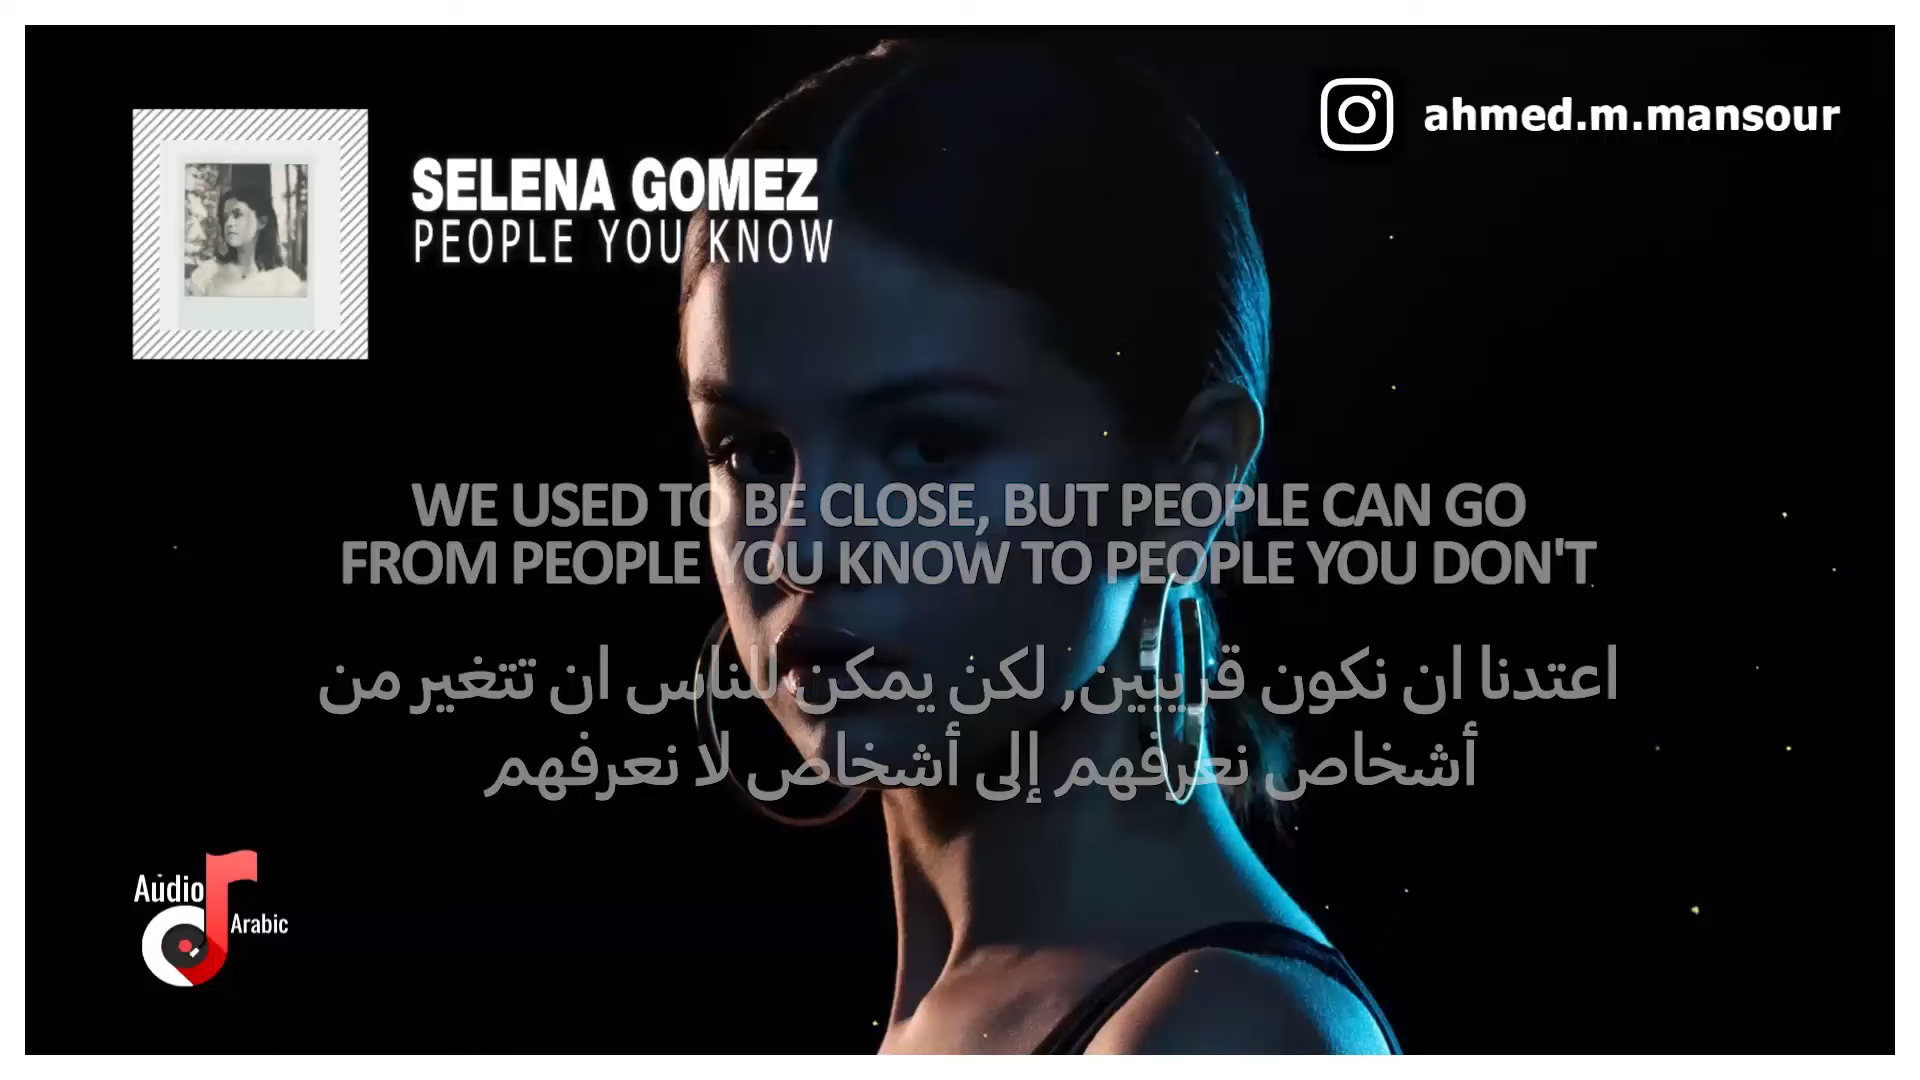 ahmed.m.mansour
SELENA GOMEZ
PEOPLE YOU KNOW
WE USED TO BE CLOSE, BUT PEOPLE CAN GO
FROM PEOPLE YOU KNOW TO PEOPLE YOU DON'T
اعتدنا ان نكون قريبين, لكن يمكن للناس ان تتغير من
أشخاص نعرفهم إلى أشخاص لا نعرفهم
Audio
Arabic